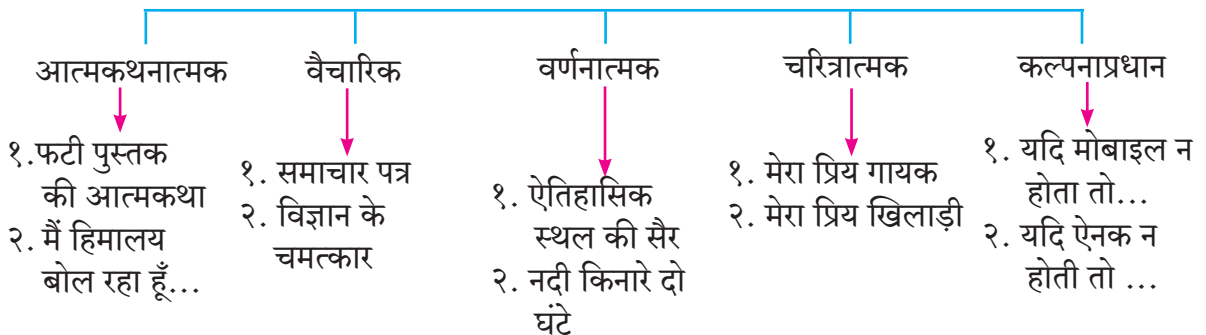 आत्मकथनात्मक
१.फटी पुस्तक
की आत्मकथा
२. मैं हिमालय
बोल रहा हूँ...
वैचारिक
१. समाचार पत्र
२. विज्ञान के
चमत्कार
वर्णनात्मक
१. ऐतिहासिक
स्थल की सैर
२. नदी किनारे दो
घंटे
चरित्रात्मक
१. मेरा प्रिय गायक
२. मेरा प्रिय खिलाड़ी
कल्पनाप्रधान
१. यदि मोबाइल न
होता तो...
२. यदि ऐनक न
होती तो ...